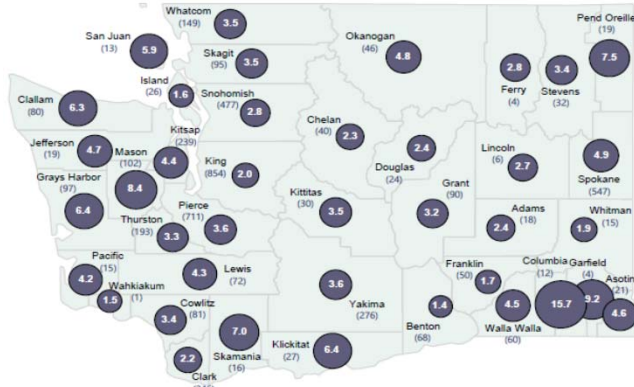 Whatcom
(149)
3.5
San Juan
(13)
5.9
Skagit
(95)
3.5
Okanogan
(46)
4.8
Pend Oreille
(19)
7.5
Ferry
(4)
2.8
Stevens
(32)
3.4
Island
(26)
1.6
Clallam
(80)
6.3
Snohomish
(477)
2.8
Chelan
(40)
2.3
Jefferson
(19)
4.7
Kitsap
(239)
4.4
Mason
(102)
8.4
King
(854)
2.0
Douglas
(24)
2.4
Lincoln
(6)
2.7
Spokane
(547)
4.9
Grays Harbor
(97)
6.4
Kittitas
(30)
3.5
Grant
(90)
3.2
Adams
(18)
2.4
Whitman
(15)
1.9
Thurston
(193)
3.3
Pierce
(711)
3.6
Pacific
(15)
4.2
Wahkiakum
(1)
1.5
Lewis
(72)
4.3
Cowlitz
(81)
3.4
Yakima
(276)
3.6
Benton
(68)
1.4
Franklin
(50)
1.7
Walla Walla
(60)
4.5
Columbia
(12)
15.7
Garfield
(4)
9.2
Asotin
(21)
4.6
Skamania
(16)
7.0
Klickitat
(27)
6.4
Clark
2.2